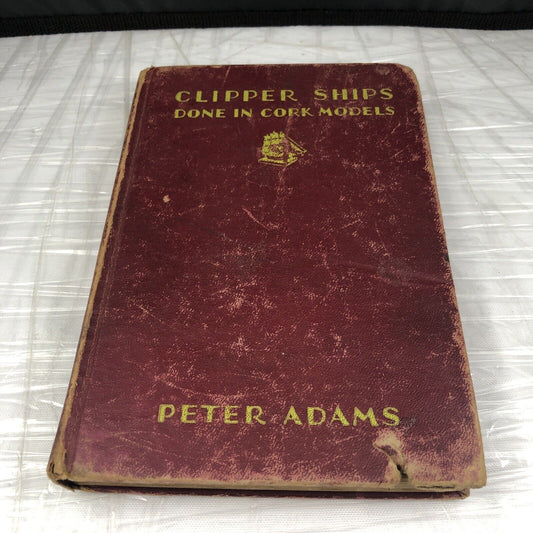 CLIPPER SHIPS
DONE IN CORK MODELS
PETER ADAMS